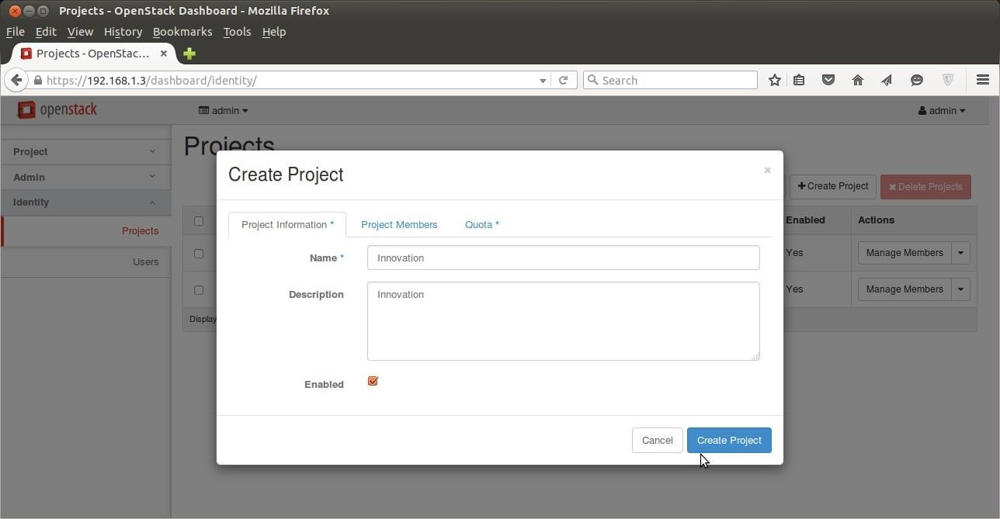 Projects - OpenStack Dashboard - Mozilla Firefox
File Edit View History Bookmarks Tools Help
Projects - OpenStac...
https://192.168.1.3/dashboard/identity/
Search
openstack
admin
admin
Projects
Project
Admin
Identity
Projects
Users
Create Project
Delete Projects
Enabled
Actions
Yes
Manage Members
Yes
Manage Members
Display
Create Project
Project Information *
Project Members
Quota *
Name *
Innovation
Description
Innovation
Enabled
Cancel
Create Project